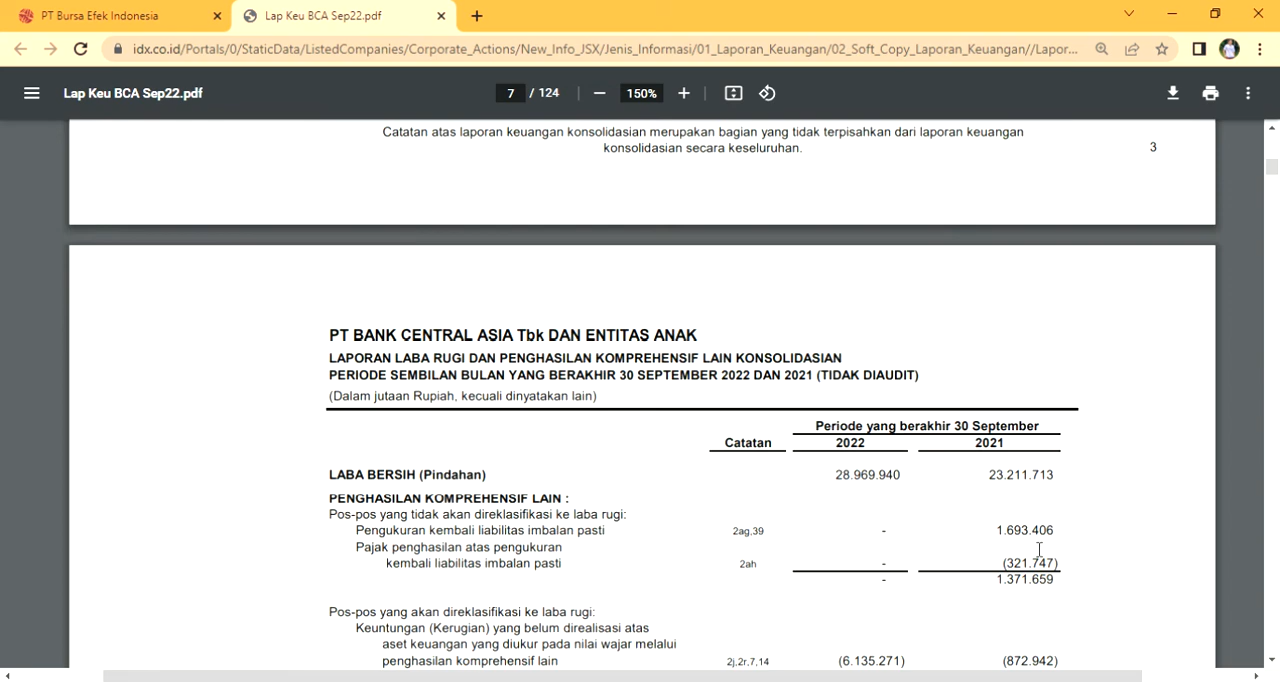 PT Bursa Efek Indonesia
Lap Keu BCA Sep22.pdf
idx.co.id/Portals/0/StaticData/ListedCompanies/Corporate_Actions/New_Info_JSX/Jenis_Informasi/01_Laporan_Keuangan/02_Soft_Copy_Laporan_Keuangan//Lapor...
Lap Keu BCA Sep22.pdf 7 / 124 150%
Catatan atas laporan keuangan konsolidasian merupakan bagian yang tidak terpisahkan dari laporan keuangan
konsolidasian secara keseluruhan.
3
PT BANK CENTRAL ASIA Tbk DAN ENTITAS ANAK
LAPORAN LABA RUGI DAN PENGHASILAN KOMPREHENSIF LAIN KONSOLIDASIAN
PERIODE SEMBILAN BULAN YANG BERAKHIR 30 SEPTEMBER 2022 DAN 2021 (TIDAK DIAUDIT)
(Dalam jutaan Rupiah, kecuali dinyatakan lain)
Periode yang berakhir 30 September
Catatan 2022 2021
LABA BERSIH (Pindahan) 28.969.940 23.211.713
PENGHASILAN KOMPREHENSIF LAIN :
Pos-pos yang tidak akan direklasifikasi ke laba rugi:
Pengukuran kembali liabilitas imbalan pasti 2ag,39 - 1.693.406
Pajak penghasilan atas pengukuran
kembali liabilitas imbalan pasti 2ah - (321.747)
- 1.371.659
Pos-pos yang akan direklasifikasi ke laba rugi:
Keuntungan (Kerugian) yang belum direalisasi atas
aset keuangan yang diukur pada nilai wajar melalui
penghasilan komprehensif lain 2j,2r,7,14 (6.135.271) (872.942)